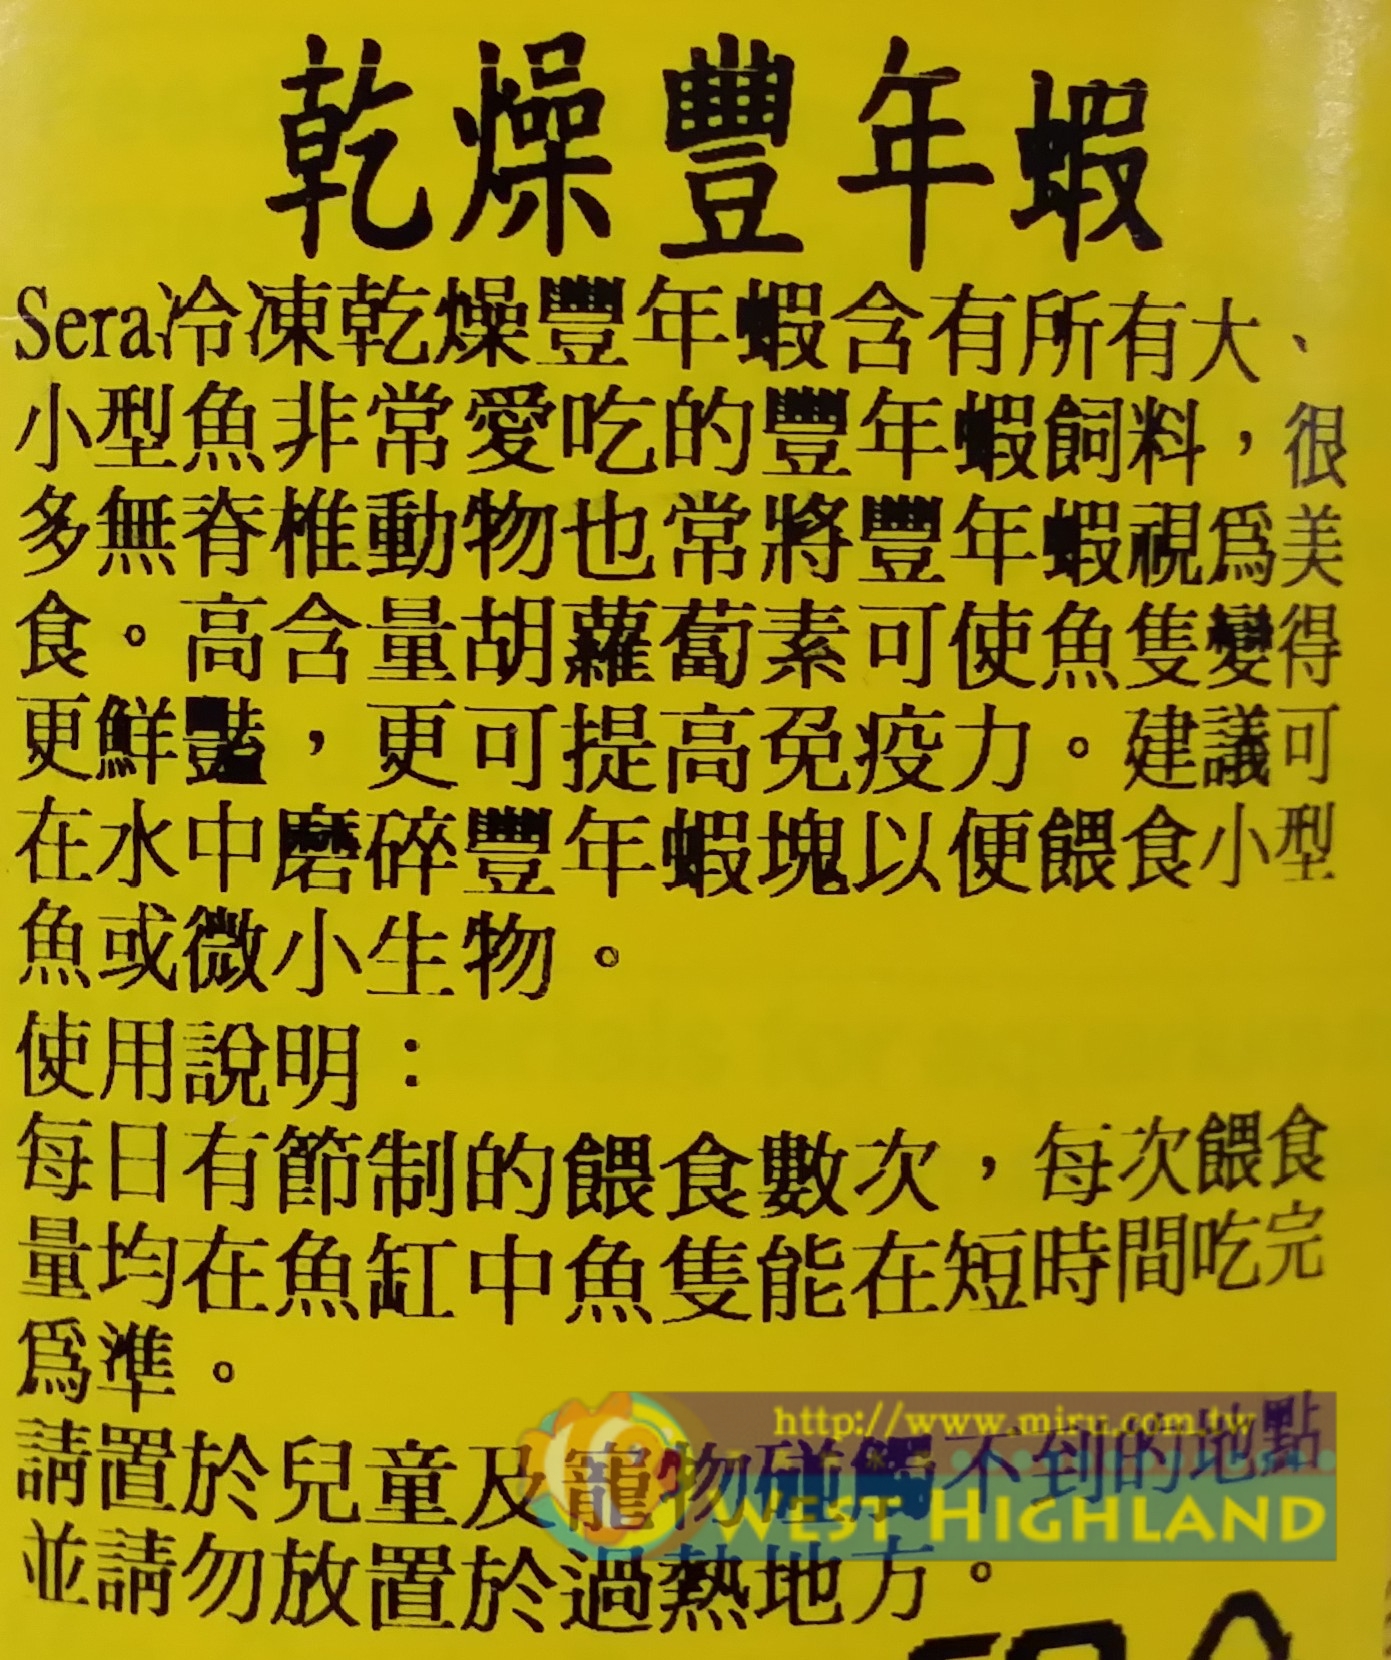 乾燥豐年蝦
Sera冷凍乾燥豐年蝦含有所有大、
小型魚非常愛吃的豐年蝦飼料，很
多無脊椎動物也常將豐年蝦視為美
食。高含量胡蘿蔔素可使魚隻變得
更鮮豔，更可提高免疫力。建議可
在水中磨碎豐年蝦塊以便餵食小型
魚或微小生物。
使用說明：
每日有節制的餵食數次，每次餵食
量均在魚缸中魚隻能在短時間吃完
為準。
請置於兒童及寵物碰觸不到的地點
並請勿放置於過熱地方。
http://www.miru.com.tw
WEST HIGHLAND